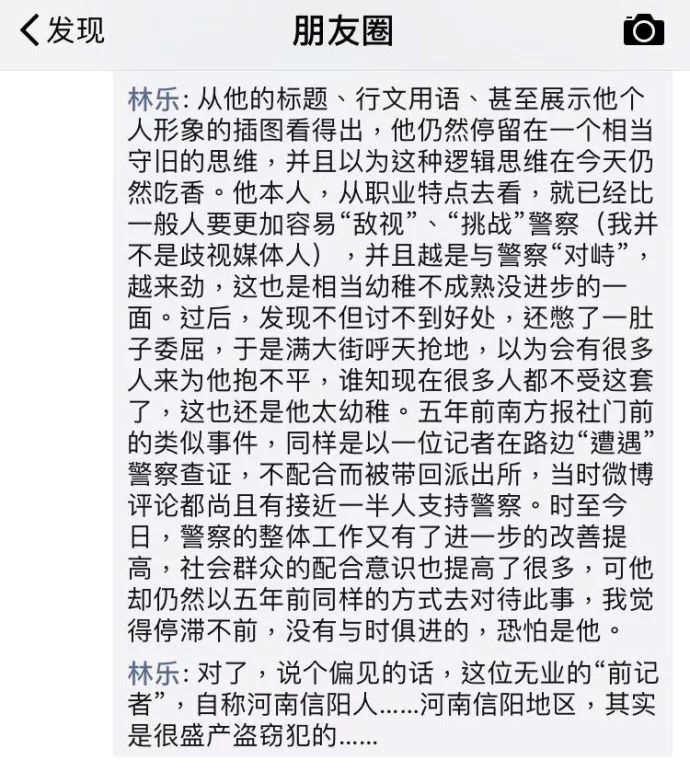 发现
朋友圈
林乐: 从他的标题、行文用语、甚至展示他个
人形象的插图看得出，他仍然停留在一个相当
守旧的思维，并且以为这种逻辑思维在今天仍
然吃香。他本人，从职业特点去看，就已经比
一般人要更加容易“敌视”、“挑战”警察（我并
不是歧视媒体人），并且越是与警察“对峙”，
越来劲，这也是相当幼稚不成熟没进步的一
面。过后，发现不但讨不到好处，还憋了一肚
子委屈，于是满大街呼天抢地，以为会有很多
人来为他抱不平，谁知现在很多人都不受这套
了，这也还是他太幼稚。五年前南方报社门前
的类似事件，同样是以一位记者在路边“遭遇”
警察查证，不配合而被带回派出所，当时微博
评论都尚且有接近一半人支持警察。时至今
日，警察的整体工作又有了进一步的改善提
高，社会群众的配合意识也提高了很多，可他
却仍然以五年前同样的方式去对待此事，我觉
得停滞不前，没有与时俱进的，恐怕是他。
林乐: 对了，说个偏见的话，这位无业的“前记
者”，自称河南信阳人......河南信阳地区，其实
是很盛产盗窃犯的......